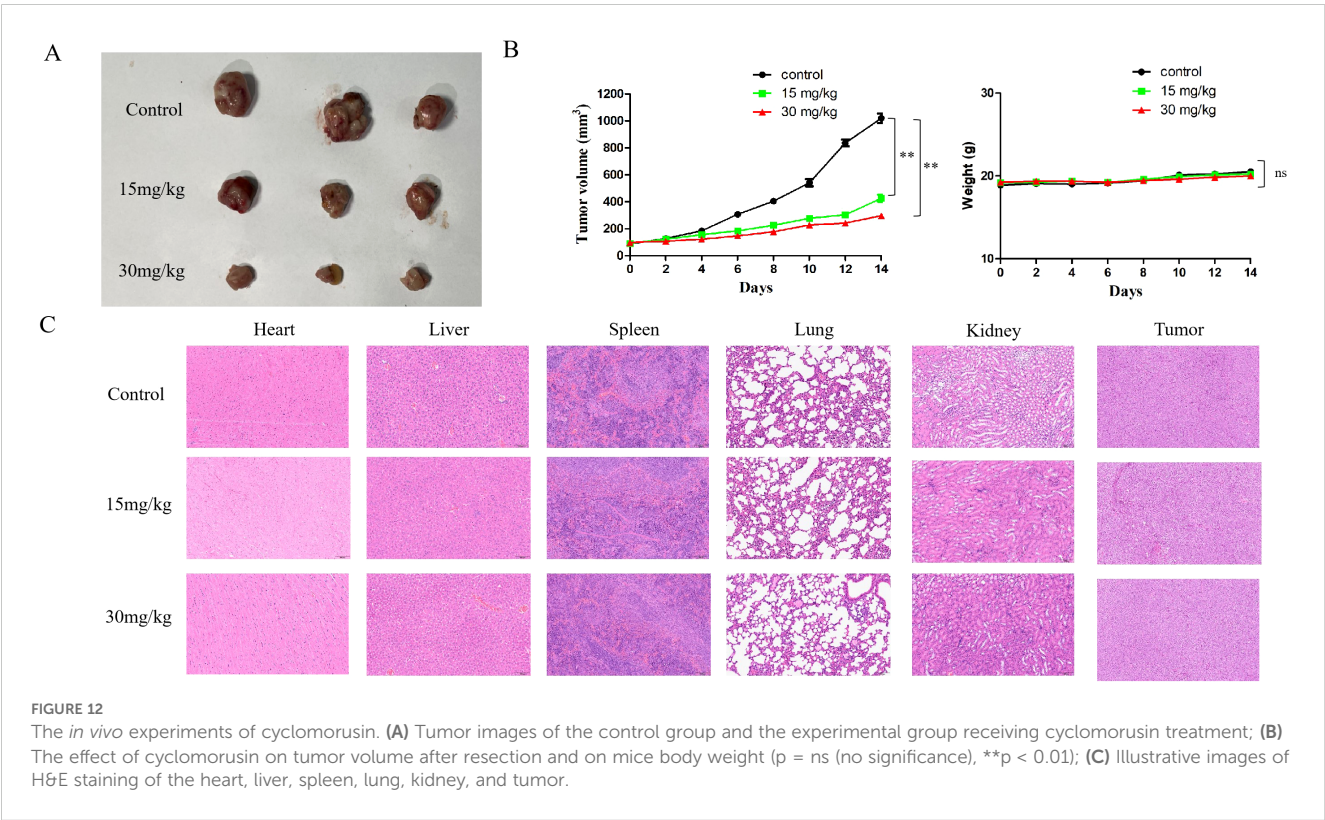 A
Control
15mg/kg
30mg/kg
B
control
15 mg/kg
30 mg/kg
Tumor volume (mm³)
1200
1000
800
600
400
200
0
0 2 4 6 8 10 12 14
Days
**
**
control
15 mg/kg
30 mg/kg
Weight (g)
30
20
10
0 2 4 6 8 10 12 14
Days
ns
C
Heart Liver Spleen Lung Kidney Tumor
Control
15mg/kg
30mg/kg
FIGURE 12
The in vivo experiments of cyclomorusin. (A) Tumor images of the control group and the experimental group receiving cyclomorusin treatment; (B)
The effect of cyclomorusin on tumor volume after resection and on mice body weight (p = ns (no significance), **p < 0.01); (C) Illustrative images of
H&E staining of the heart, liver, spleen, lung, kidney, and tumor.